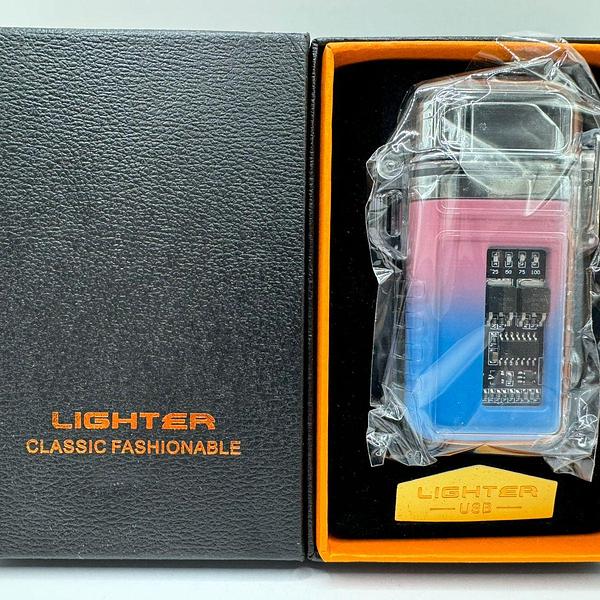 LIGHTER
CLASSIC FASHIONABLE
25 50 75 100
LIGHTER
USB